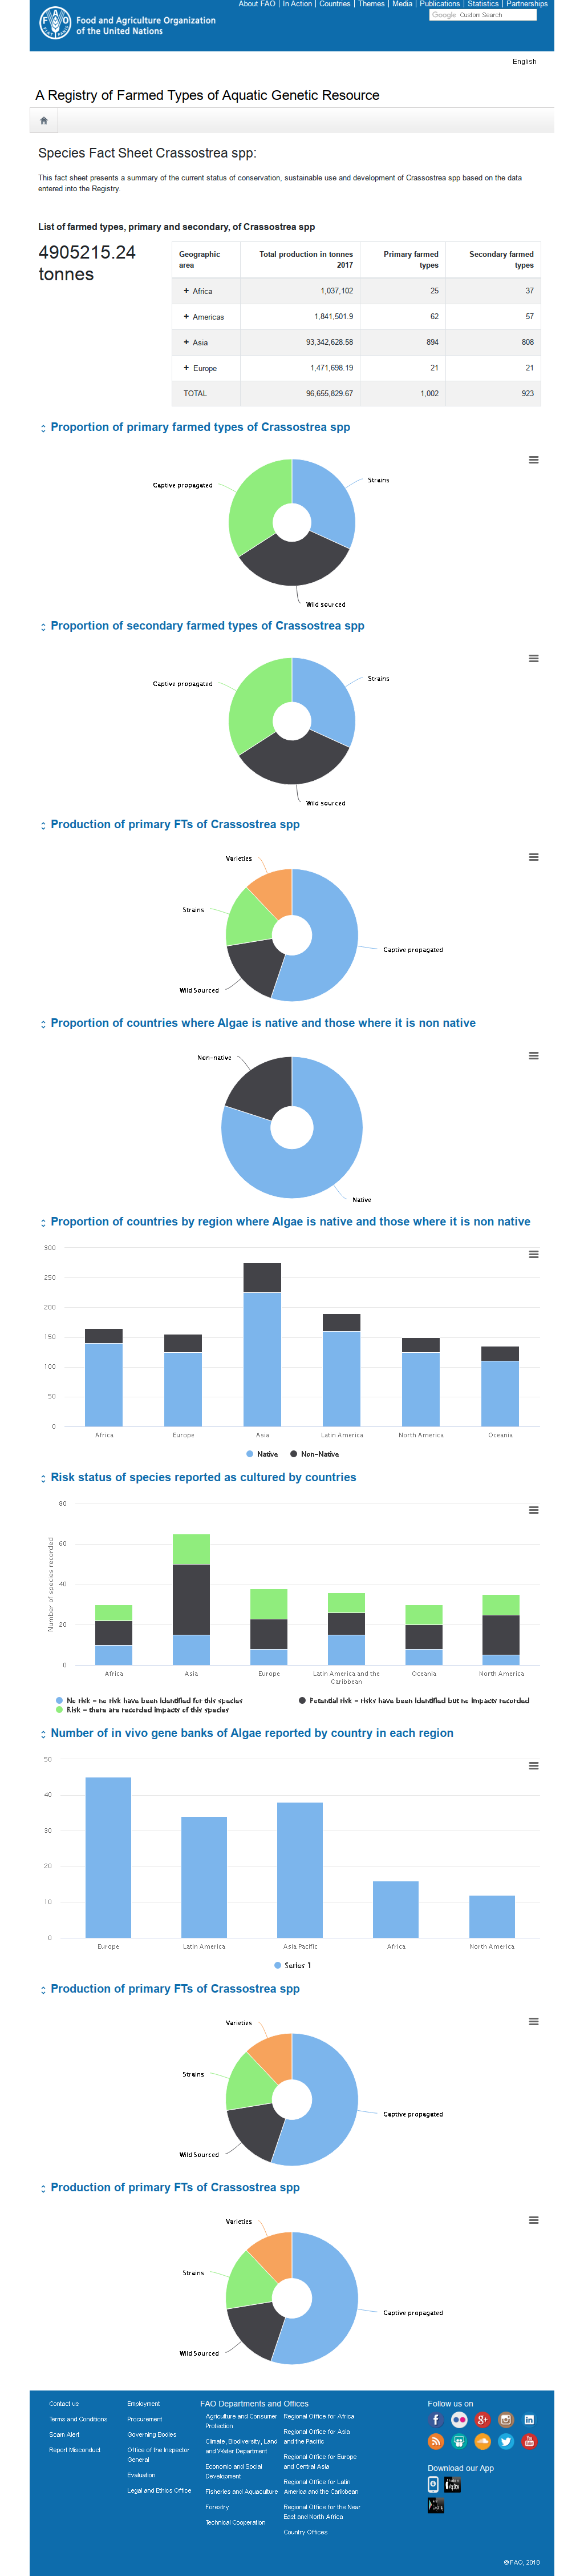 About FAO | In Action | Countries | Themes | Media | Publications | Statistics | Partnerships
Food and Agriculture Organization
of the United Nations
Google Custom Search
English
A Registry of Farmed Types of Aquatic Genetic Resource
Species Fact Sheet Crassostrea spp:
This fact sheet presents a summary of the current status of conservation, sustainable use and development of Crassostrea spp based on the data
entered into the Registry.
List of farmed types, primary and secondary, of Crassostrea spp
4905215.24
tonnes
Geographic area Total production in tonnes 2017 Primary farmed types Secondary farmed types
+ Africa 1,037,102 25 37
+ Americas 1,841,501.9 62 57
+ Asia 93,342,628.58 894 808
+ Europe 1,471,698.19 21 21
TOTAL 96,655,829.67 1,002 923
Proportion of primary farmed types of Crassostrea spp
Captive propagated
Strains
Wild sourced
Proportion of secondary farmed types of Crassostrea spp
Captive propagated
Strains
Wild sourced
Production of primary FTs of Crassostrea spp
Varieties
Strains
Captive propagated
Wild Sourced
Proportion of countries where Algae is native and those where it is non native
Non-native
Native
Proportion of countries by region where Algae is native and those where it is non native
300
250
200
150
100
50
0
Africa Europe Asia Latin America North America Oceania
Native Non-Native
Risk status of species reported as cultured by countries
Number of species recorded
80
60
40
20
0
Africa Asia Europe Latin America and the Caribbean Oceania North America
No risk - no risk have been identified for this species Potential risk - risks have been identified but no impacts recorded
Risk - there are recorded impacts of this species
Number of in vivo gene banks of Algae reported by country in each region
50
40
30
20
10
0
Europe Latin America Asia Pacific Africa North America
Series 1
Production of primary FTs of Crassostrea spp
Varieties
Strains
Captive propagated
Wild Sourced
Production of primary FTs of Crassostrea spp
Varieties
Strains
Captive propagated
Wild Sourced
Contact us
Terms and Conditions
Scam Alert
Report Misconduct
Employment
Procurement
Governing Bodies
Office of the Inspector
General
Evaluation
Legal and Ethics Office
FAO Departments and Offices
Agriculture and Consumer
Protection
Climate, Biodiversity, Land
and Water Department
Economic and Social
Development
Fisheries and Aquaculture
Forestry
Technical Cooperation
Regional Office for Africa
Regional Office for Asia
and the Pacific
Regional Office for Europe
and Central Asia
Regional Office for Latin
America and the Caribbean
Regional Office for the Near
East and North Africa
Country Offices
Follow us on
Download our App
© FAO, 2018